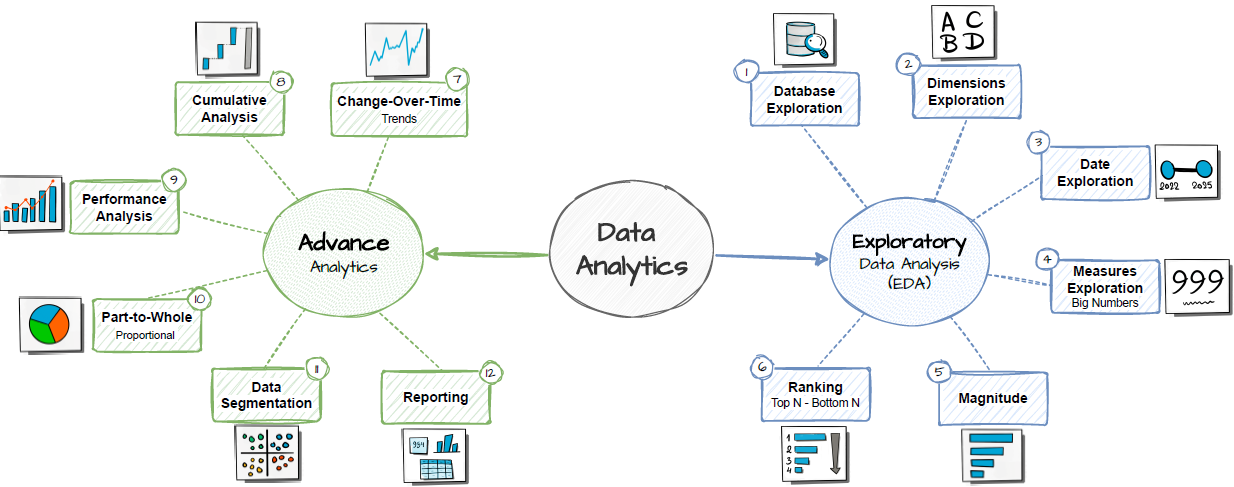 Data
Analytics
Advance
Analytics
Exploratory
Data Analysis
(EDA)
1
Database
Exploration
2
Dimensions
Exploration
A C
B D
3
Date
Exploration
2022 2025
4
Measures
Exploration
Big Numbers
999
5
Magnitude
6
Ranking
Top N - Bottom N
1
2
3
4
7
Change-Over-Time
Trends
8
Cumulative
Analysis
9
Performance
Analysis
10
Part-to-Whole
Proportional
11
Data
Segmentation
12
Reporting
954